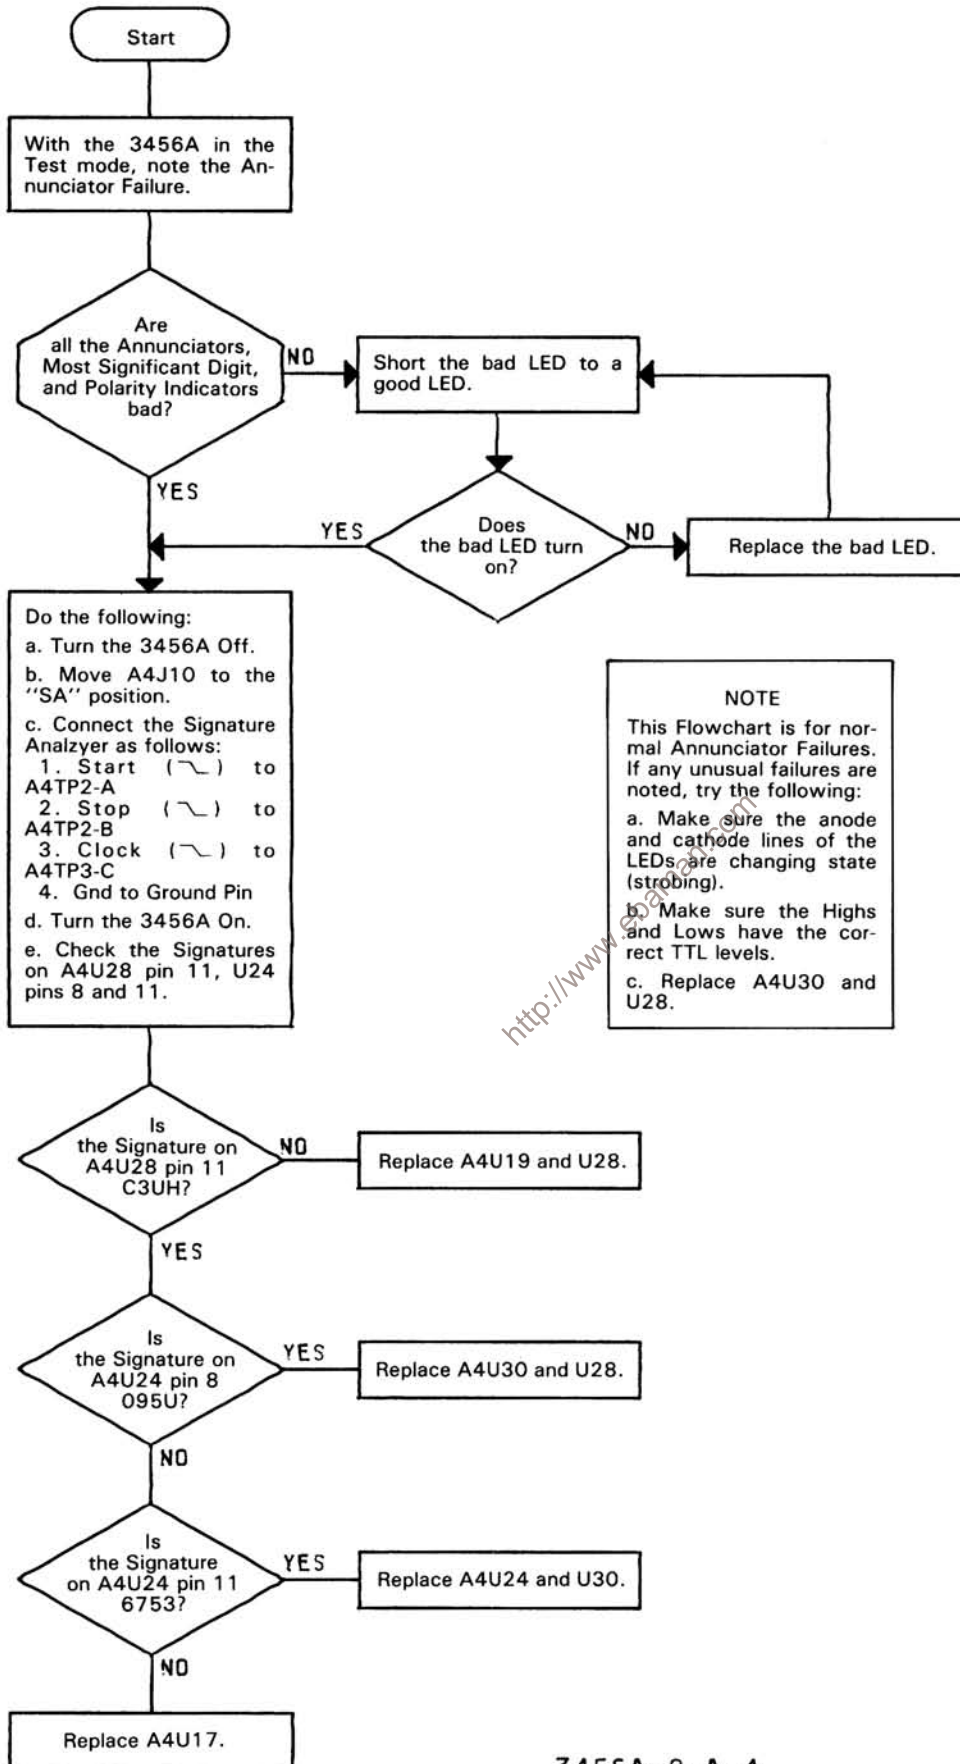 Start
With the 3456A in the
Test mode, note the An-
nunciator Failure.
Are
all the Annunciators,
Most Significant Digit,
and Polarity Indicators
bad?
NO
Short the bad LED to a
good LED.
YES
Does
the bad LED turn
on?
YES
NO
Replace the bad LED.
Do the following:
a. Turn the 3456A Off.
b. Move A4J10 to the
"SA" position.
c. Connect the Signature
Analzyer as follows:
1. Start ( ) to
A4TP2-A
2. Stop ( ) to
A4TP2-B
3. Clock ( ) to
A4TP3-C
4. Gnd to Ground Pin
d. Turn the 3456A On.
e. Check the Signatures
on A4U28 pin 11, U24
pins 8 and 11.
NOTE
This Flowchart is for nor-
mal Annunciator Failures.
If any unusual failures are
noted, try the following:
a. Make sure the anode
and cathode lines of the
LEDs are changing state
(strobing).
b. Make sure the Highs
and Lows have the cor-
rect TTL levels.
c. Replace A4U30 and
U28.
http://www.ebaman.com
Is
the Signature on
A4U28 pin 11
C3UH?
NO
Replace A4U19 and U28.
YES
Is
the Signature on
A4U24 pin 8
095U?
YES
Replace A4U30 and U28.
NO
Is
the Signature
on A4U24 pin 11
6753?
YES
Replace A4U24 and U30.
NO
Replace A4U17.